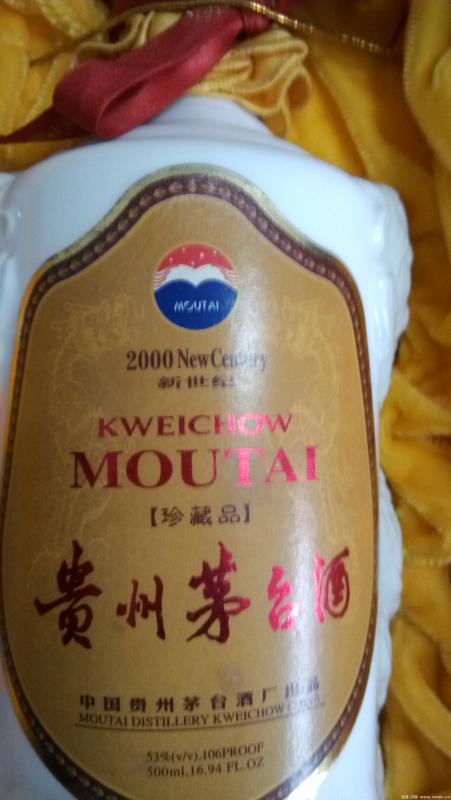 MOUTAI
2000 New Century
新世纪
KWEICHOW
MOUTAI
【珍藏品】
贵州茅台酒
中国贵州茅台酒厂出品
MOUTAI DISTILLERY KWEICHOW CHINA
53%(v/v),106PROOF
500ml,16.94 FL.OZ